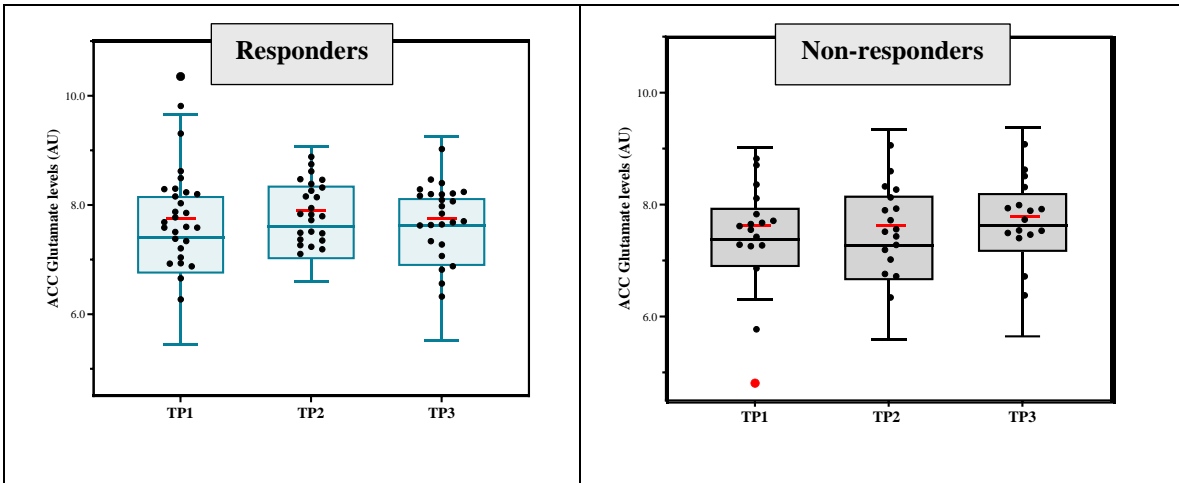 Responders
ACC Glutamate levels (AU)
10.0
8.0
6.0
TP1 TP2 TP3
Non-responders
ACC Glutamate levels (AU)
10.0
8.0
6.0
TP1 TP2 TP3